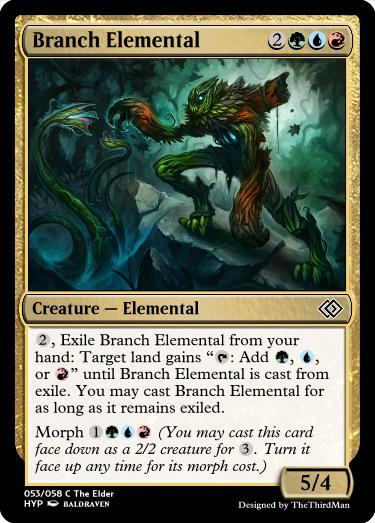 Branch Elemental 2GUR
Creature — Elemental
2, Exile Branch Elemental from your
hand: Target land gains “T: Add G, U,
or R” until Branch Elemental is cast from
exile. You may cast Branch Elemental for
as long as it remains exiled.
Morph 1GUR (You may cast this card
face down as a 2/2 creature for 3. Turn it
face up any time for its morph cost.)
5/4
053/058 C The Elder
HYP BALDRAVEN
Designed by TheThirdMan